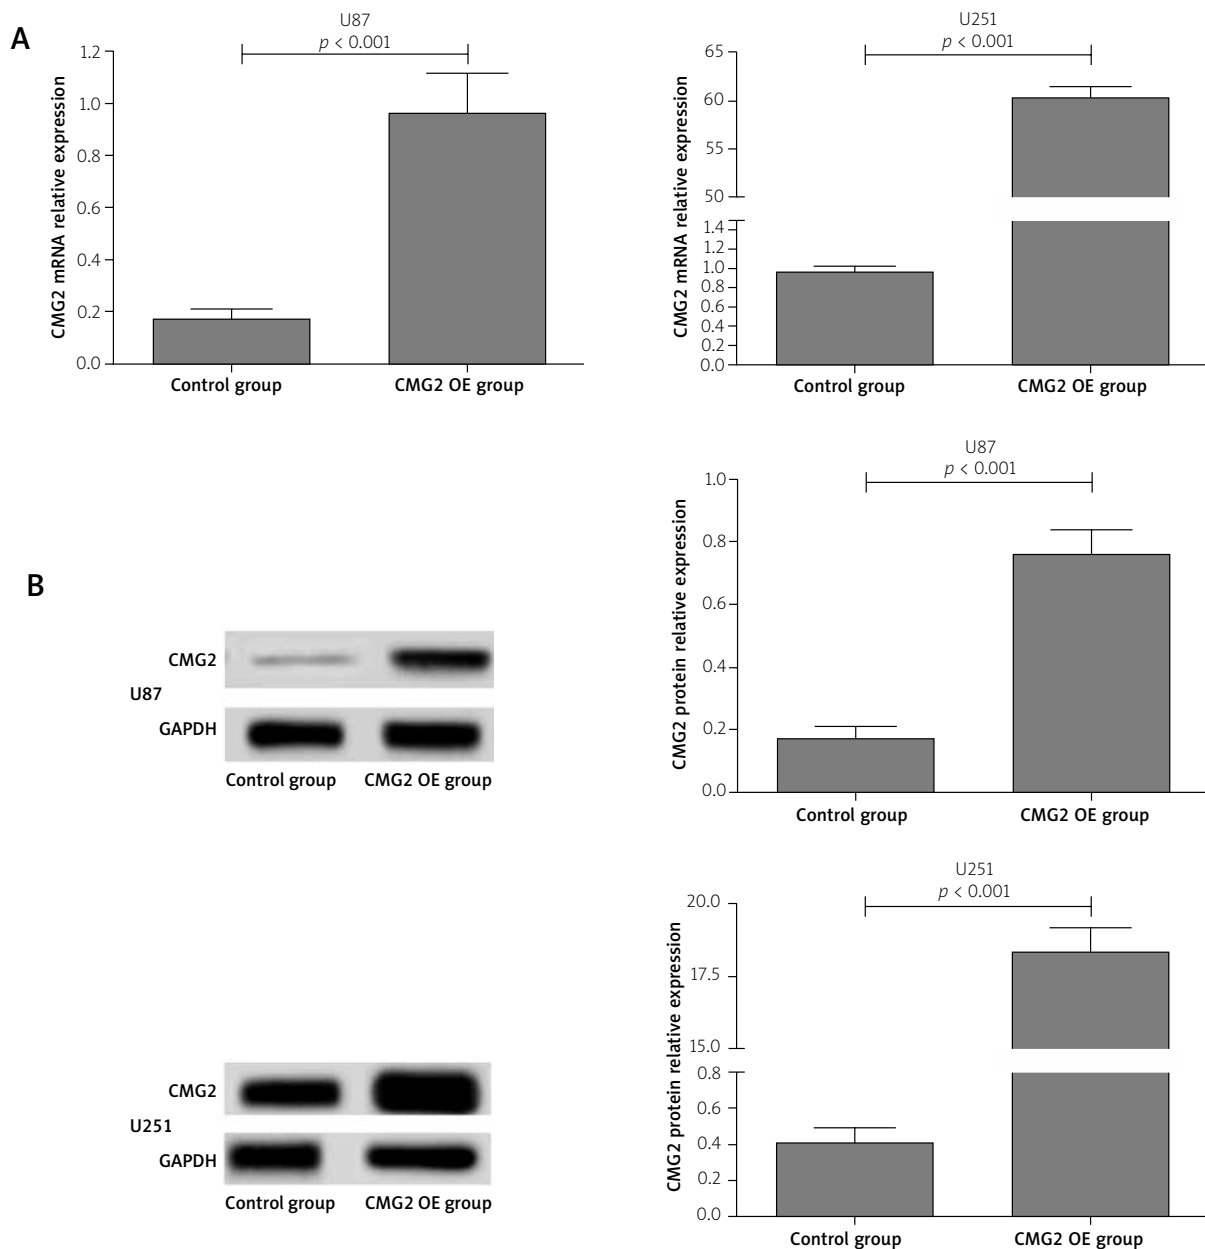 A
U87
p < 0.001
CMG2 mRNA relative expression
1.2
1.0
0.8
0.6
0.4
0.2
0.0
Control group
CMG2 OE group
U251
p < 0.001
CMG2 mRNA relative expression
65
60
55
50
1.4
1.2
1.0
0.8
0.6
0.4
0.2
0.0
Control group
CMG2 OE group
B
CMG2
U87
GAPDH
Control group
CMG2 OE group
U87
p < 0.001
CMG2 protein relative expression
1.0
0.8
0.6
0.4
0.2
0.0
Control group
CMG2 OE group
CMG2
U251
GAPDH
Control group
CMG2 OE group
U251
p < 0.001
CMG2 protein relative expression
20.0
17.5
15.0
0.8
0.6
0.4
0.2
0.0
Control group
CMG2 OE group